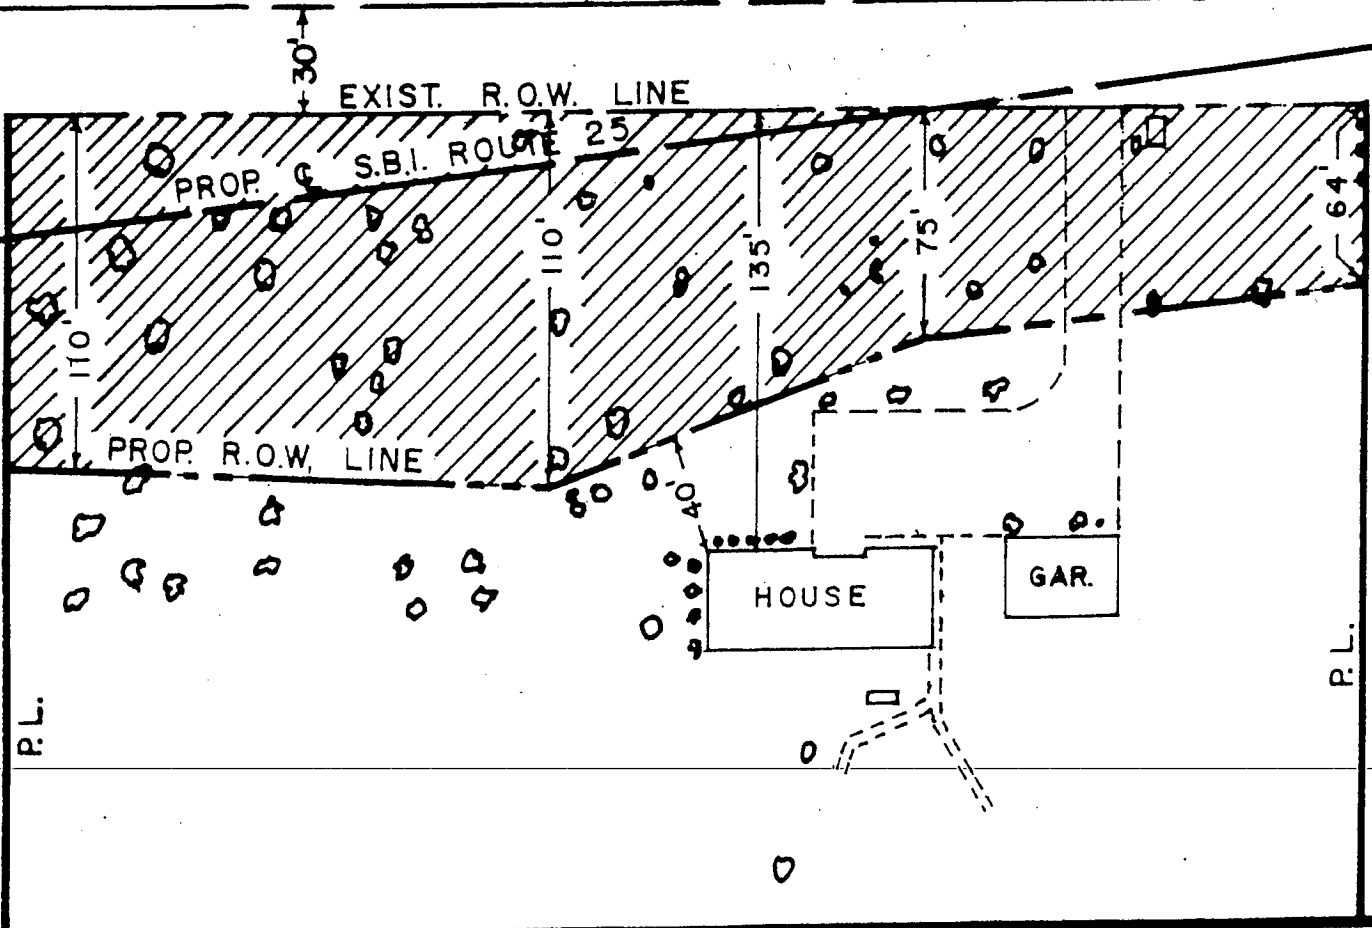 30'
EXIST. R.O.W. LINE
PROP. ℄ S.B.I. ROUTE 25
110'
110'
135'
75'
64'
PROP. R.O.W. LINE
40'
HOUSE
GAR.
P.L.
P.L.